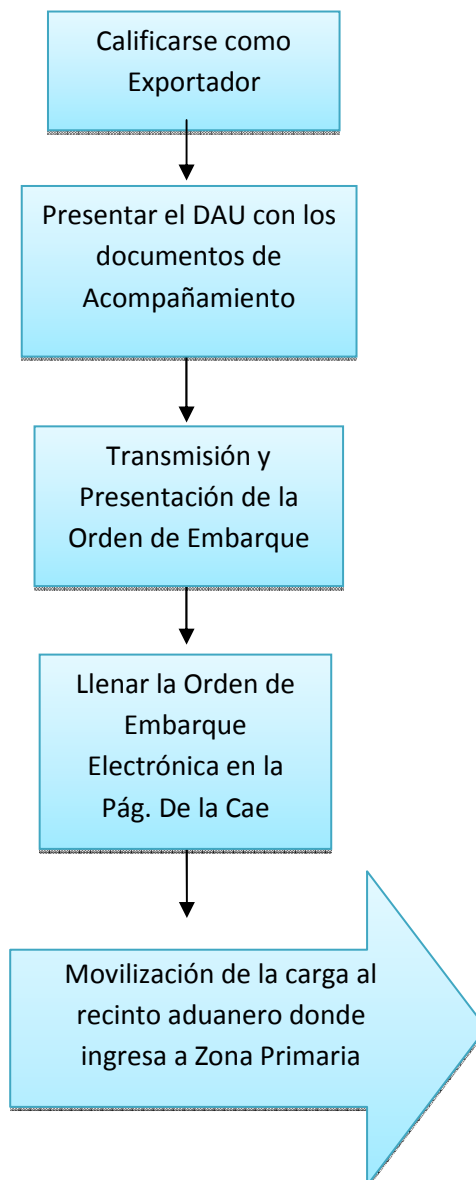 Calificarse como
Exportador
Presentar el DAU con los
documentos de
Acompañamiento
Transmisión y
Presentación de la
Orden de Embarque
Llenar la Orden de
Embarque
Electrónica en la
Pág. De la Cae
Movilización de la carga al
recinto aduanero donde
ingresa a Zona Primaria